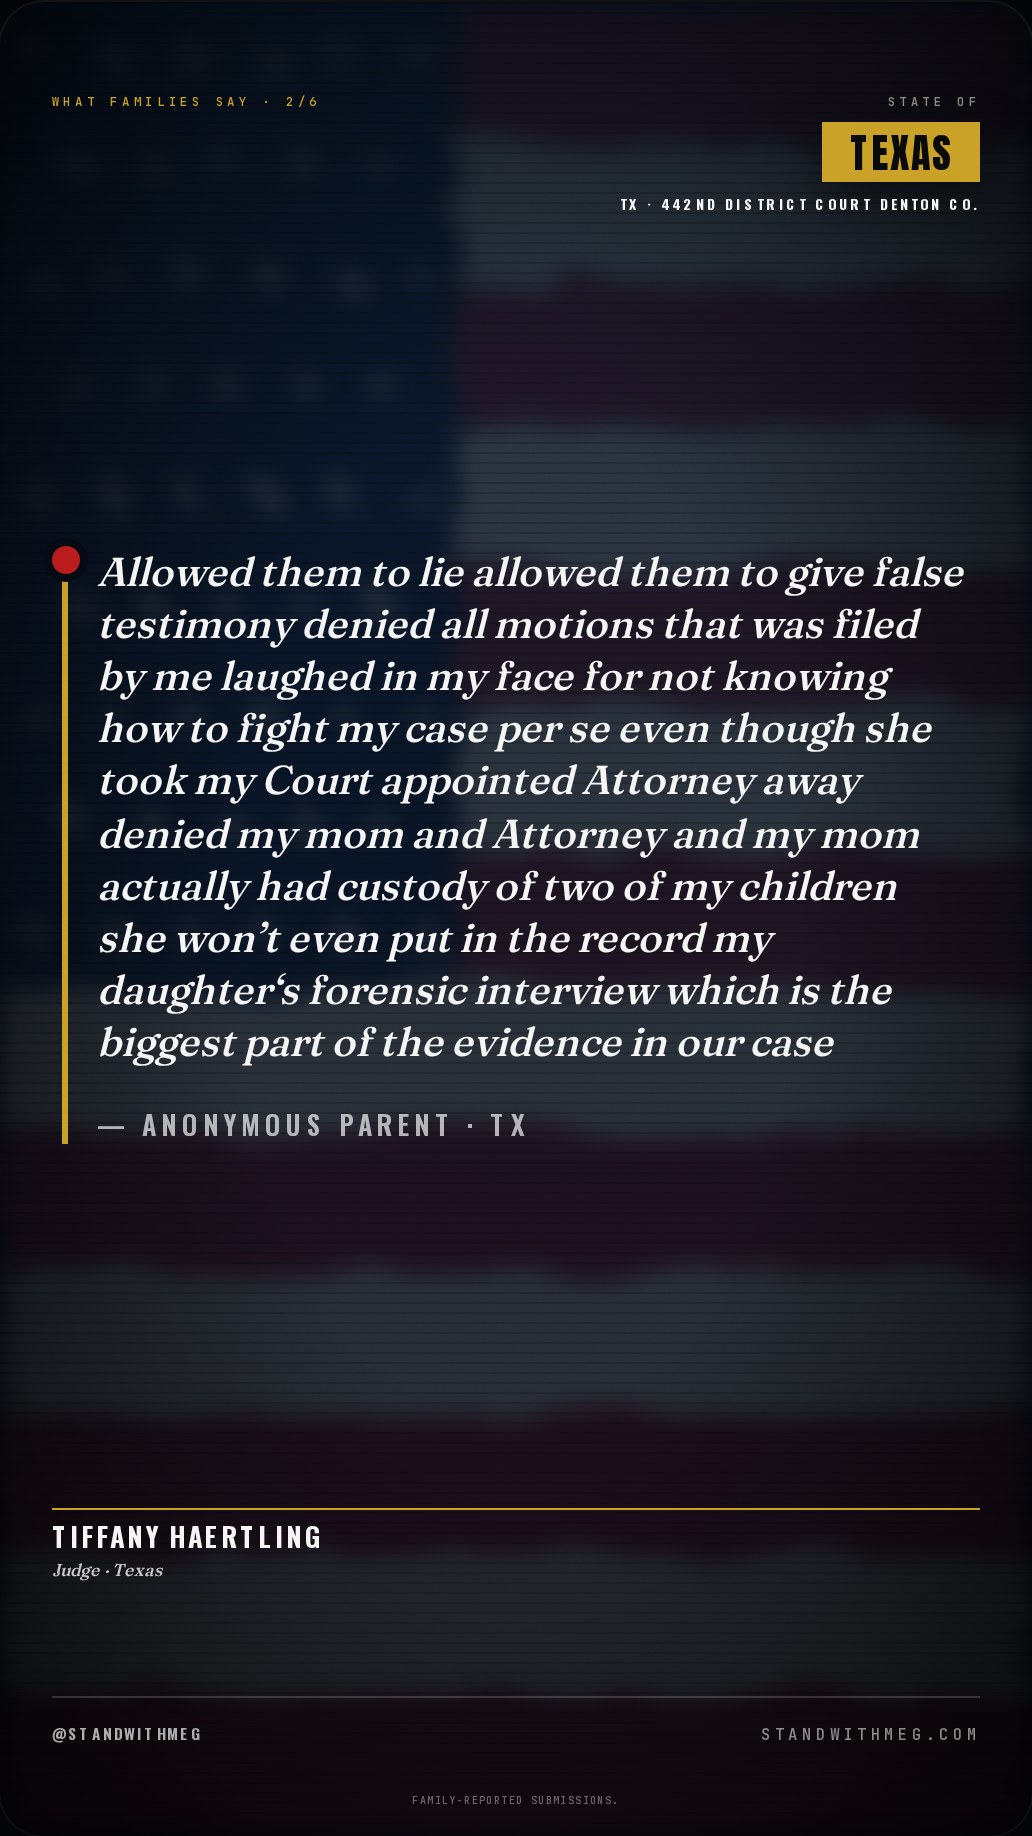 WHAT FAMILIES SAY · 2/6
STATE OF
TEXAS
TX · 442ND DISTRICT COURT DENTON CO.
Allowed them to lie allowed them to give false
testimony denied all motions that was filed
by me laughed in my face for not knowing
how to fight my case per se even though she
took my Court appointed Attorney away
denied my mom and Attorney and my mom
actually had custody of two of my children
she won’t even put in the record my
daughter‘s forensic interview which is the
biggest part of the evidence in our case
— ANONYMOUS PARENT · TX
TIFFANY HAERTLING
Judge · Texas
@STANDWITHMEG
STANDWITHMEG.COM
FAMILY-REPORTED SUBMISSIONS.